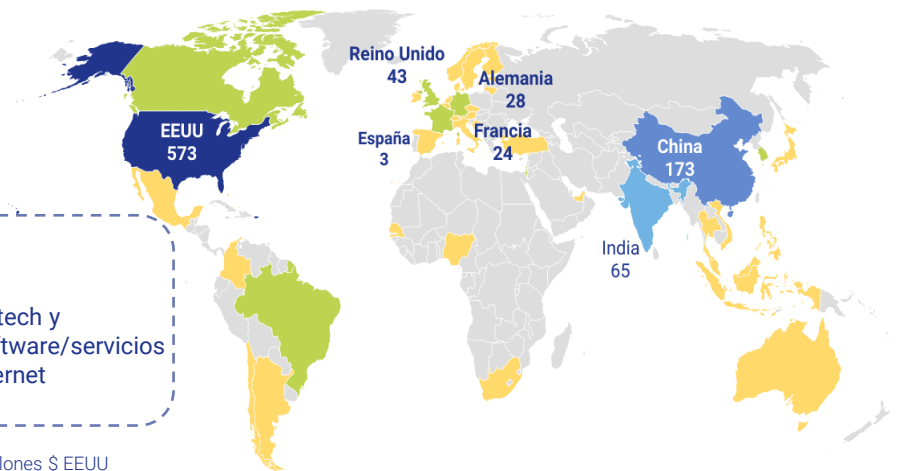 Reino Unido
43
Alemania
28
EEUU
573
España
3
Francia
24
China
173
India
65
tech y
tware/servicios
ernet
lones $ EEUU